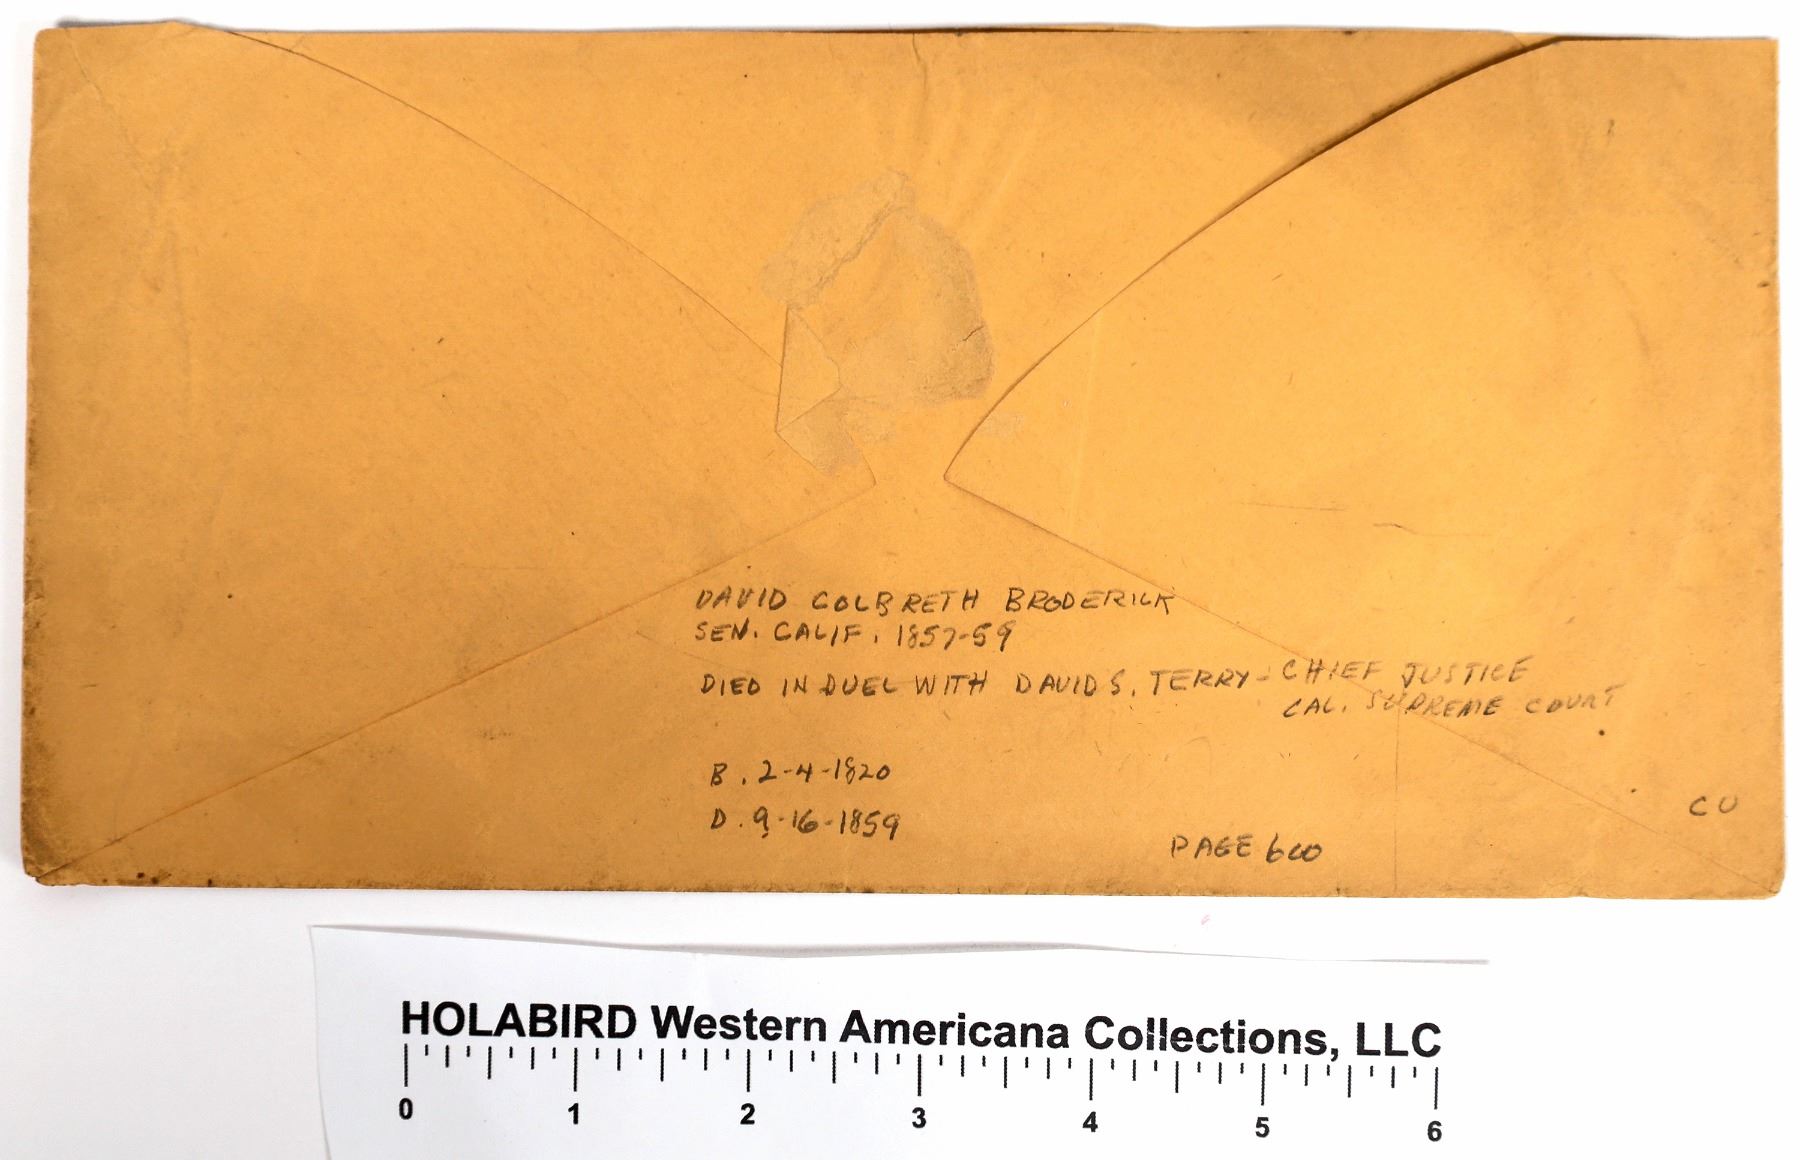 DAVID COLBRETH BRODERICK
SEN. CALIF. 1857-59
DIED IN DUEL WITH DAVID S. TERRY - CHIEF JUSTICE
CAL. SUPREME COURT
B. 2-4-1820
D. 9-16-1859
PAGE 600
CU
HOLABIRD Western Americana Collections, LLC
0 1 2 3 4 5 6